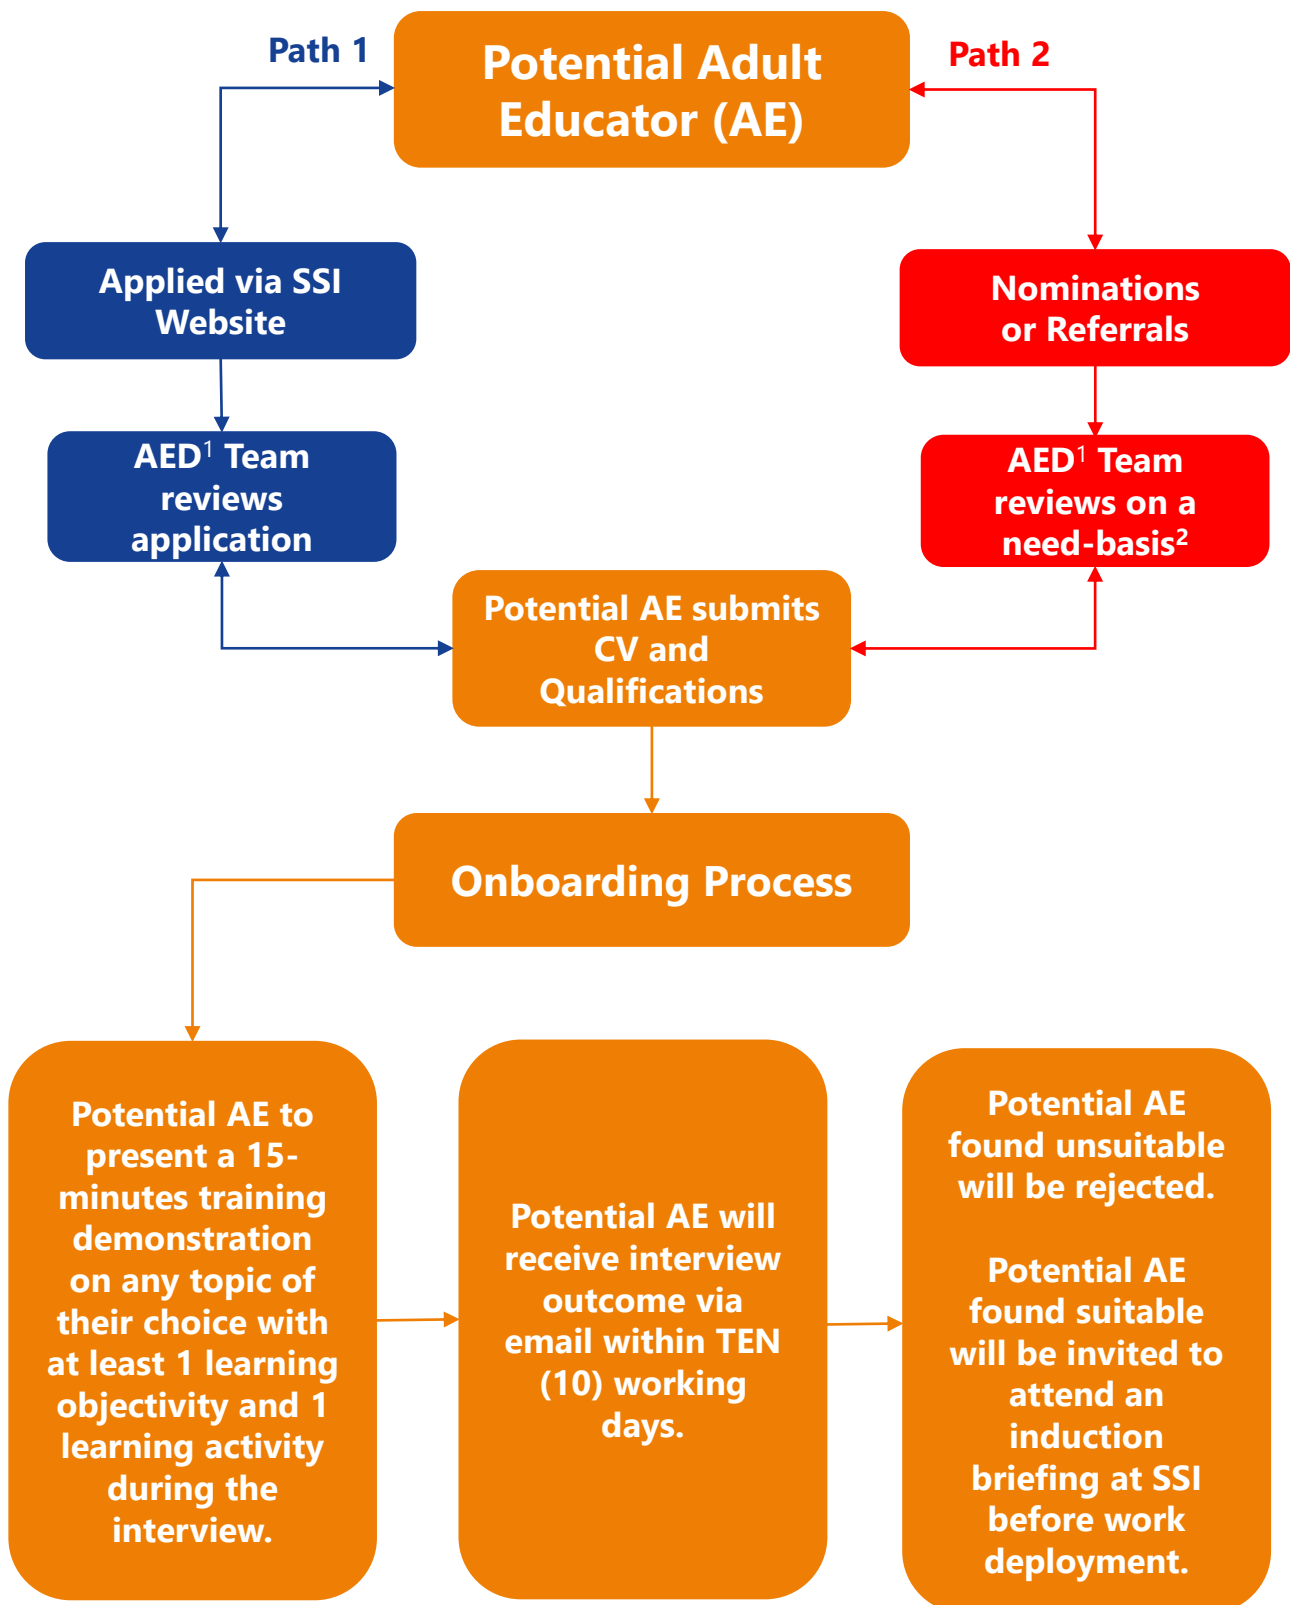 Path 1
Potential Adult
Educator (AE)
Path 2
Applied via SSI
Website
Nominations
or Referrals
AED¹ Team
reviews
application
AED¹ Team
reviews on a
need-basis²
Potential AE submits
CV and
Qualifications
Onboarding Process
Potential AE to
present a 15-
minutes training
demonstration
on any topic of
their choice with
at least 1 learning
objectivity and 1
learning activity
during the
interview.
Potential AE will
receive interview
outcome via
email within TEN
(10) working
days.
Potential AE
found unsuitable
will be rejected.
Potential AE
found suitable
will be invited to
attend an
induction
briefing at SSI
before work
deployment.